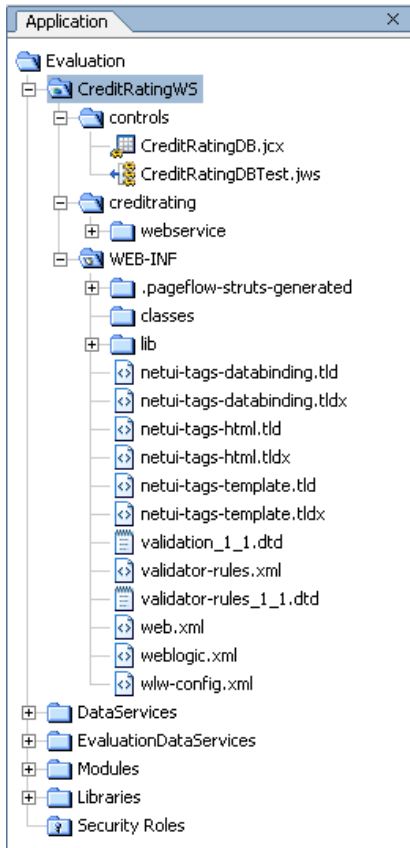 Application
Evaluation
CreditRatingWS
controls
CreditRatingDB.jcx
CreditRatingDBTest.jws
creditrating
webservice
WEB-INF
.pageflow-struts-generated
classes
lib
netui-tags-databinding.tld
netui-tags-databinding.tldx
netui-tags-html.tld
netui-tags-html.tldx
netui-tags-template.tld
netui-tags-template.tldx
validation_1_1.dtd
validator-rules.xml
validator-rules_1_1.dtd
web.xml
weblogic.xml
wlw-config.xml
DataServices
EvaluationDataServices
Modules
Libraries
Security Roles